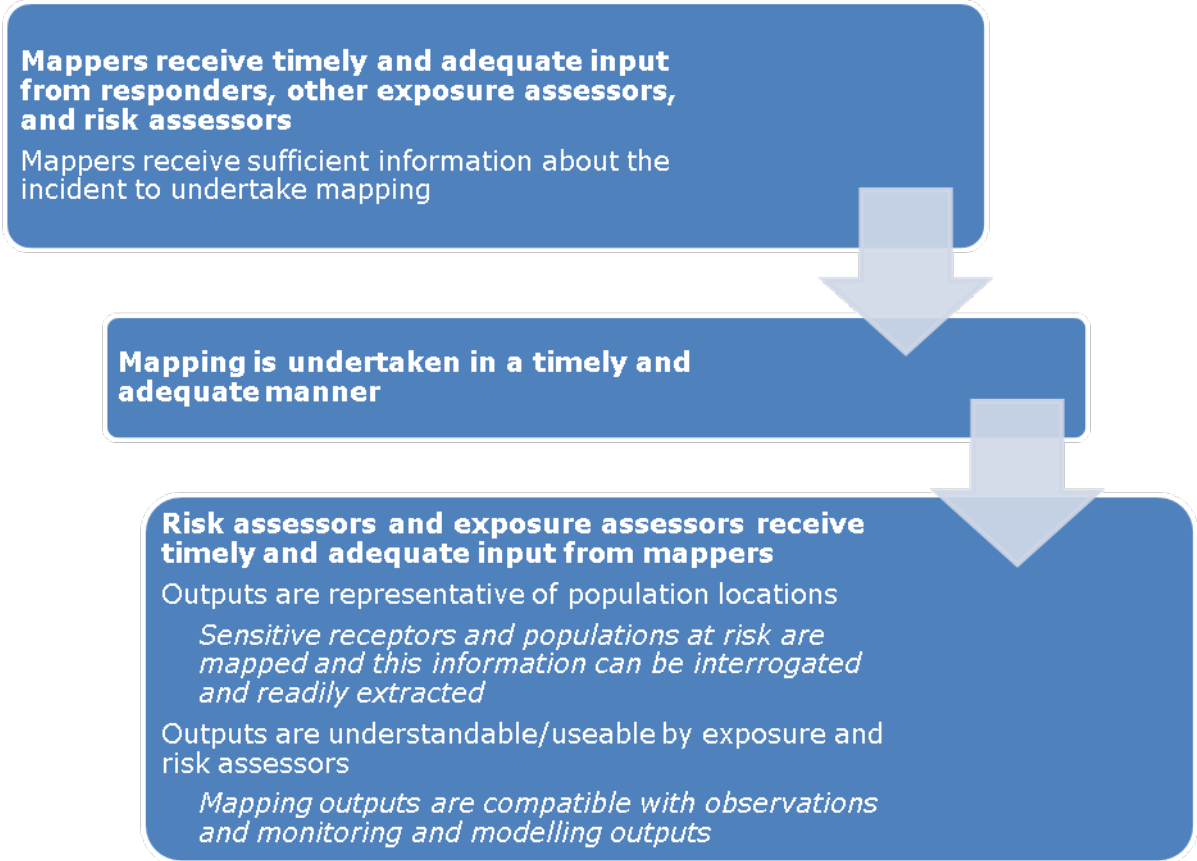 Mappers receive timely and adequate input
from responders, other exposure assessors,
and risk assessors
Mappers receive sufficient information about the
incident to undertake mapping
Mapping is undertaken in a timely and
adequate manner
Risk assessors and exposure assessors receive
timely and adequate input from mappers
Outputs are representative of population locations
Sensitive receptors and populations at risk are
mapped and this information can be interrogated
and readily extracted
Outputs are understandable/useable by exposure and
risk assessors
Mapping outputs are compatible with observations
and monitoring and modelling outputs